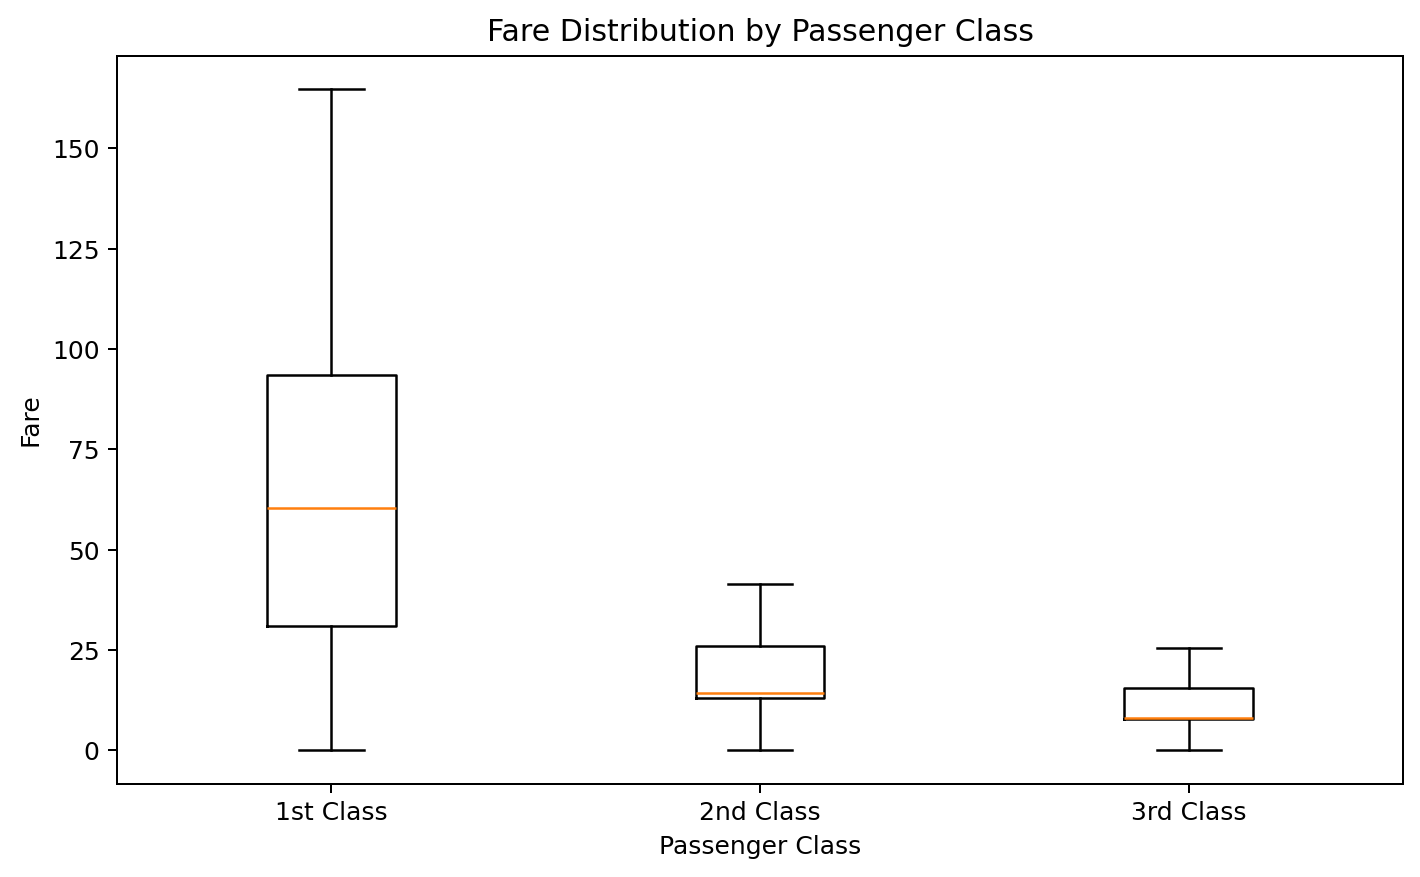 Fare Distribution by Passenger Class
150
125
100
75
50
25
0
Fare
1st Class
2nd Class
3rd Class
Passenger Class